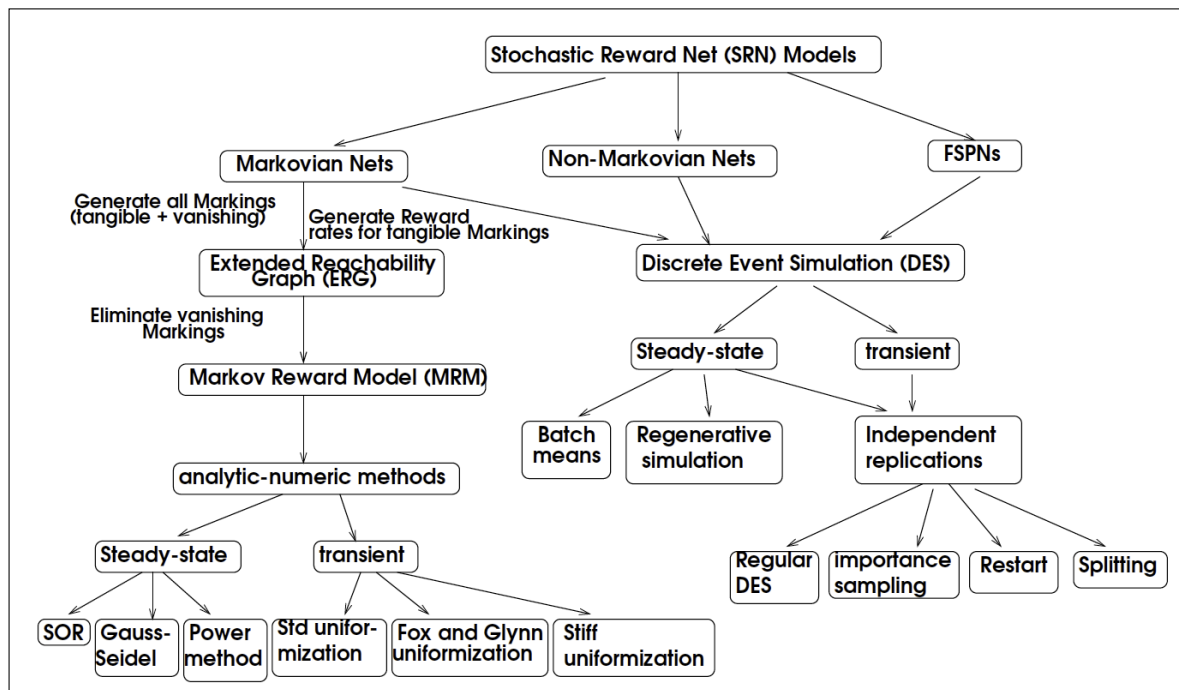 Stochastic Reward Net (SRN) Models
Markovian Nets
Non-Markovian Nets
FSPNs
Generate all Markings
(tangible + vanishing)
Generate Reward
rates for tangible Markings
Extended Reachability
Graph (ERG)
Discrete Event Simulation (DES)
Eliminate vanishing
Markings
Steady-state
transient
Markov Reward Model (MRM)
Batch
means
Regenerative
simulation
Independent
replications
analytic-numeric methods
Steady-state
transient
Regular
DES
importance
sampling
Restart
Splitting
SOR
Gauss-
Seidel
Power
method
Std unifor-
mization
Fox and Glynn
uniformization
Stiff
uniformization